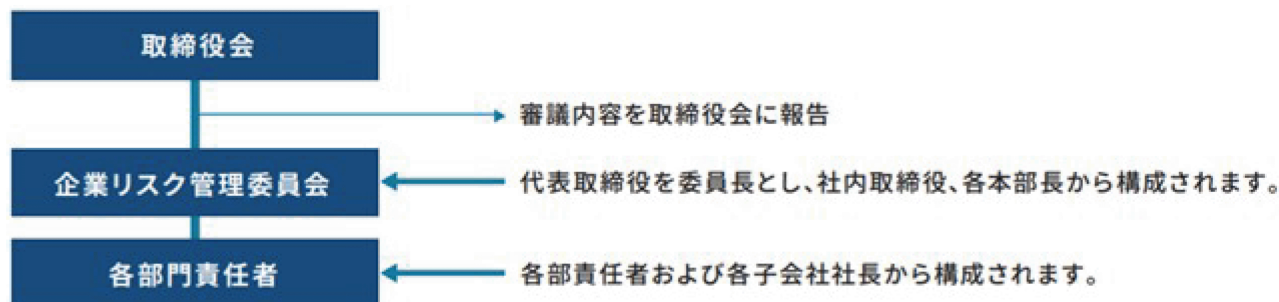 取締役会
審議内容を取締役会に報告
企業リスク管理委員会
代表取締役を委員長とし、社内取締役、各本部長から構成されます。
各部門責任者
各部責任者および各子会社社長から構成されます。